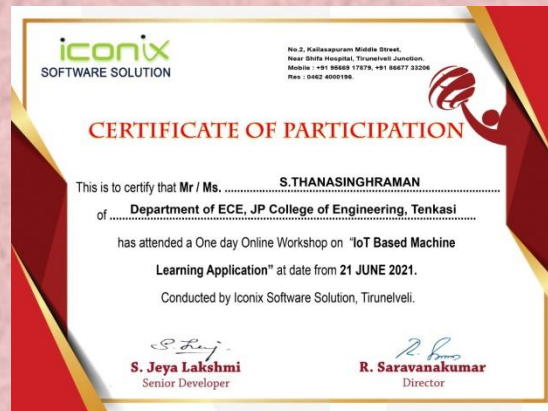 iconix
SOFTWARE SOLUTION
No.2, Kailasapuram Middle Street,
Near Shifa Hospital, Tirunelveli Junction.
Mobile : +91 95669 17879, +91 86677 33206
Res : 0462 4000196.
CERTIFICATE OF PARTICIPATION
This is to certify that Mr / Ms. S.THANASINGHRAMAN
of Department of ECE, JP College of Engineering, Tenkasi
has attended a One day Online Workshop on "IoT Based Machine
Learning Application" at date from 21 JUNE 2021.
Conducted by Iconix Software Solution, Tirunelveli.
S. Jeya Lakshmi
Senior Developer
R. Saravanakumar
Director